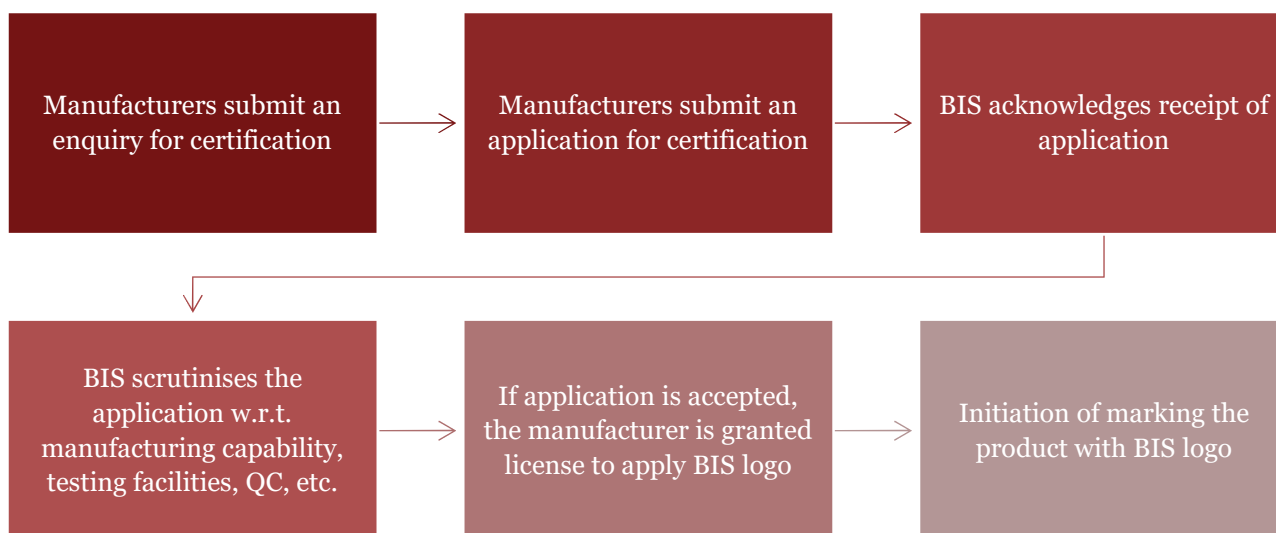 Manufacturers submit an
enquiry for certification
Manufacturers submit an
application for certification
BIS acknowledges receipt of
application
BIS scrutinises the
application w.r.t.
manufacturing capability,
testing facilities, QC, etc.
If application is accepted,
the manufacturer is granted
license to apply BIS logo
Initiation of marking the
product with BIS logo